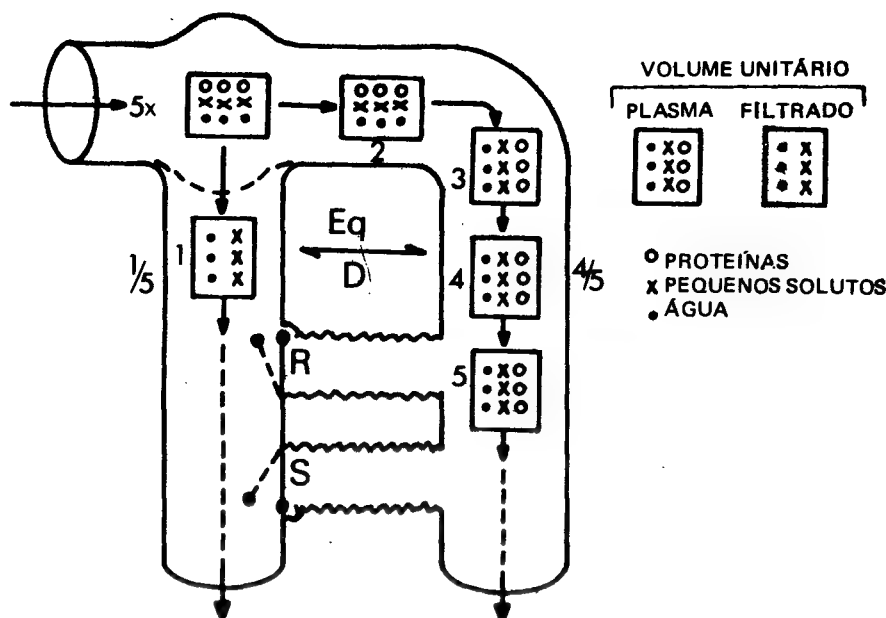 5x
2
3
VOLUME UNITÁRIO
PLASMA FILTRADO
1
1/5
Eq
D
4
4/5
O PROTEÍNAS
X PEQUENOS SOLUTOS
• ÁGUA
R
5
S